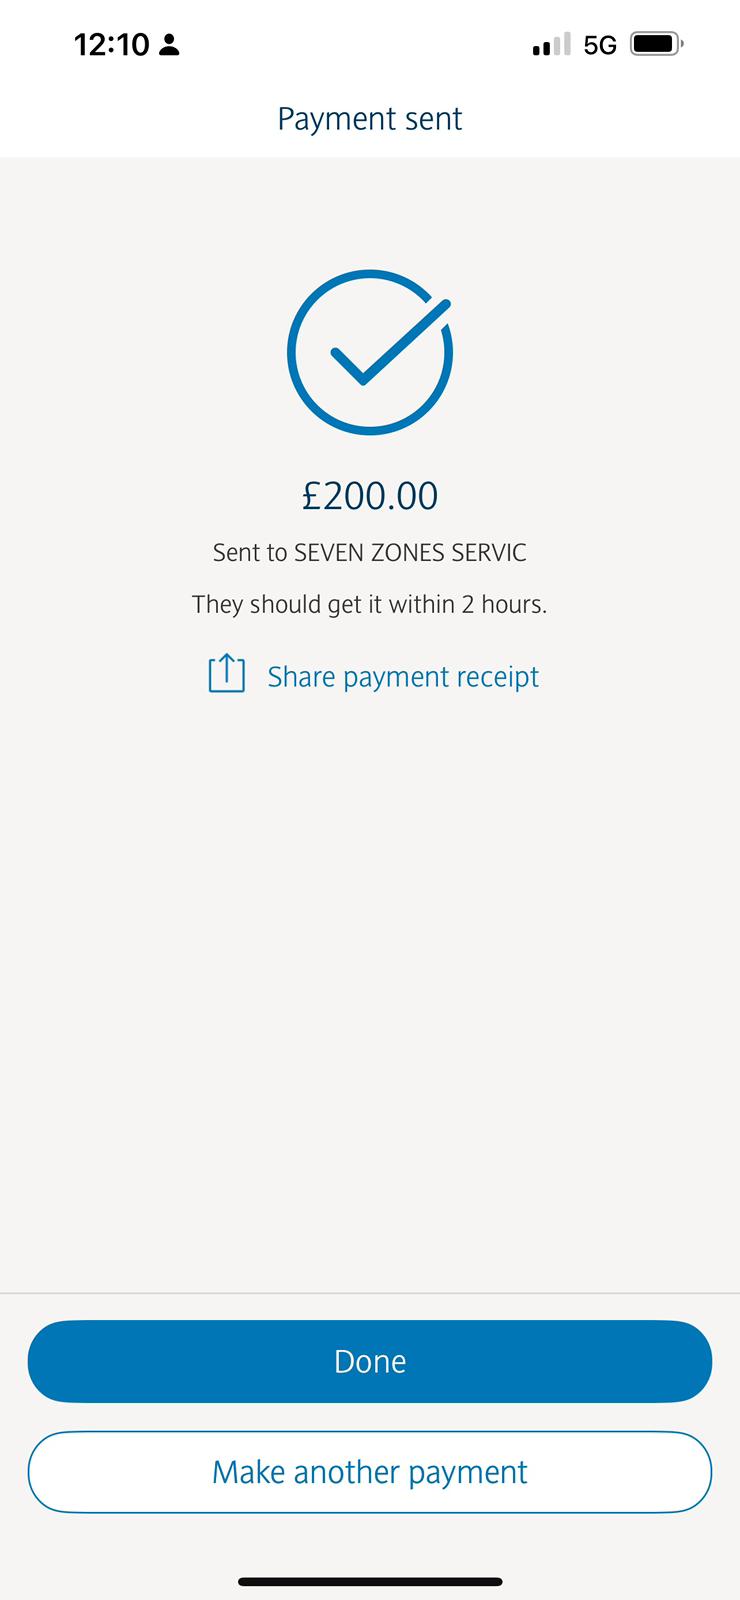 12:10
5G
Payment sent
£200.00
Sent to SEVEN ZONES SERVIC
They should get it within 2 hours.
Share payment receipt
Done
Make another payment